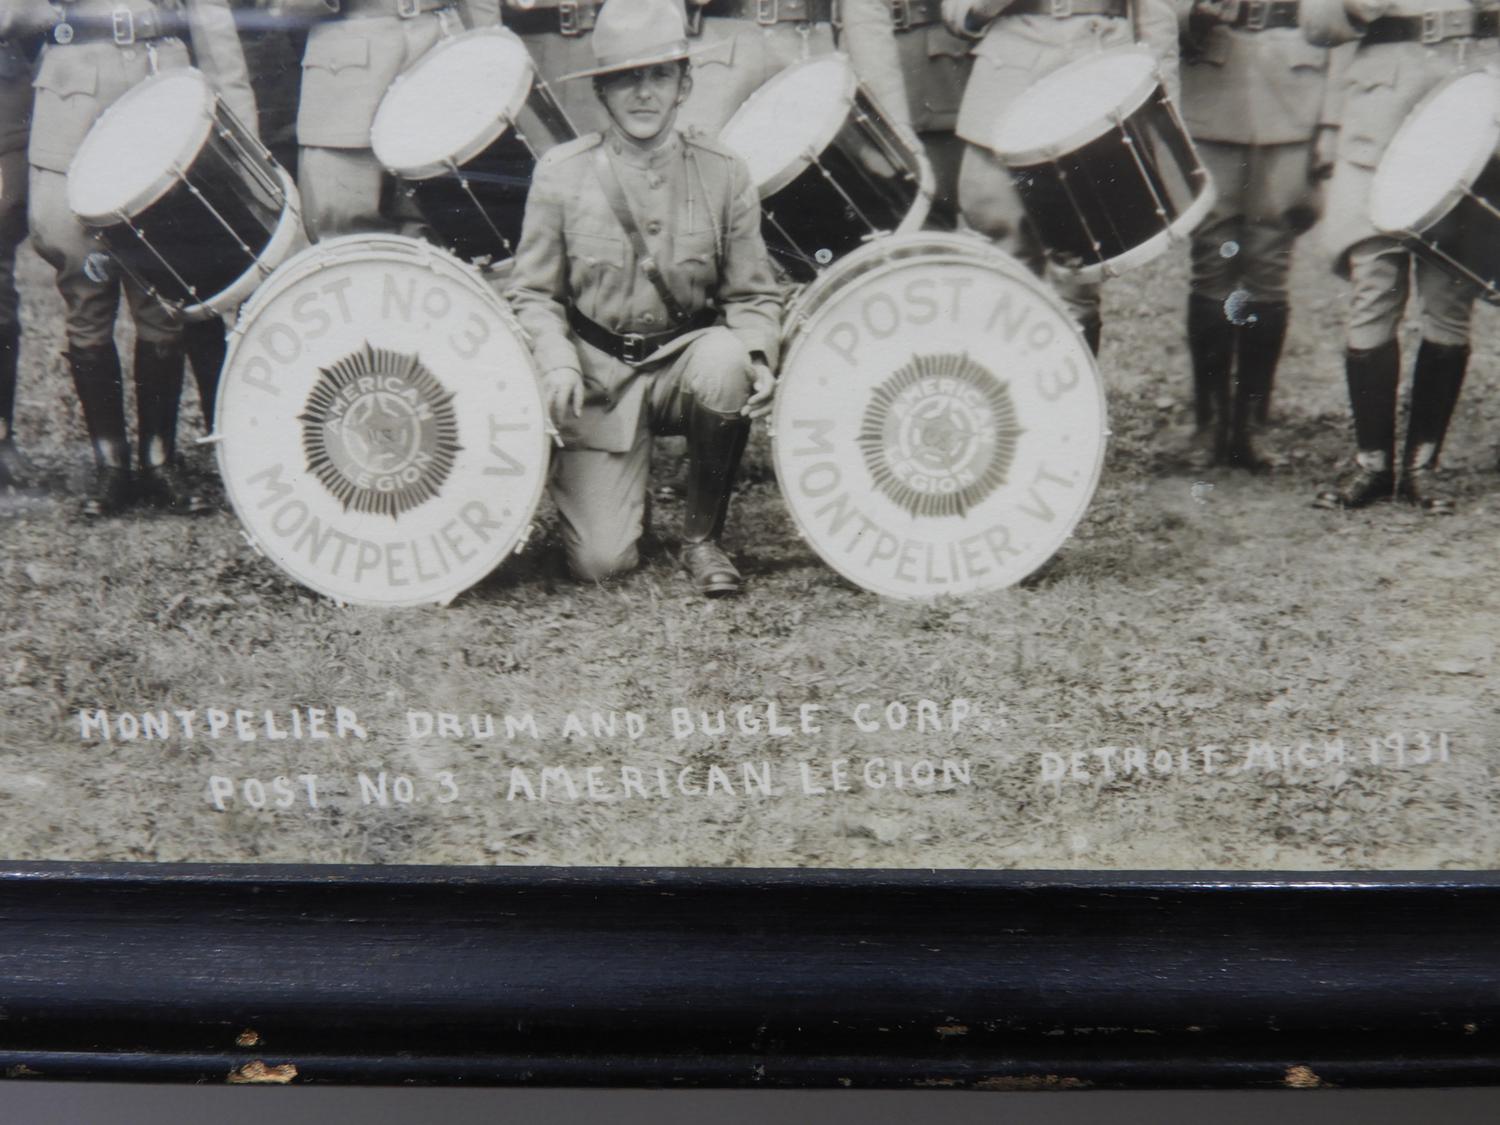 POST No. 3
AMERICAN
U.S.
LEGION
MONTPELIER. VT.
POST No. 3
AMERICAN
LEGION
MONTPELIER. VT.
MONTPELIER DRUM AND BUGLE CORP.
POST NO. 3 AMERICAN LEGION DETROIT MICH. 1931